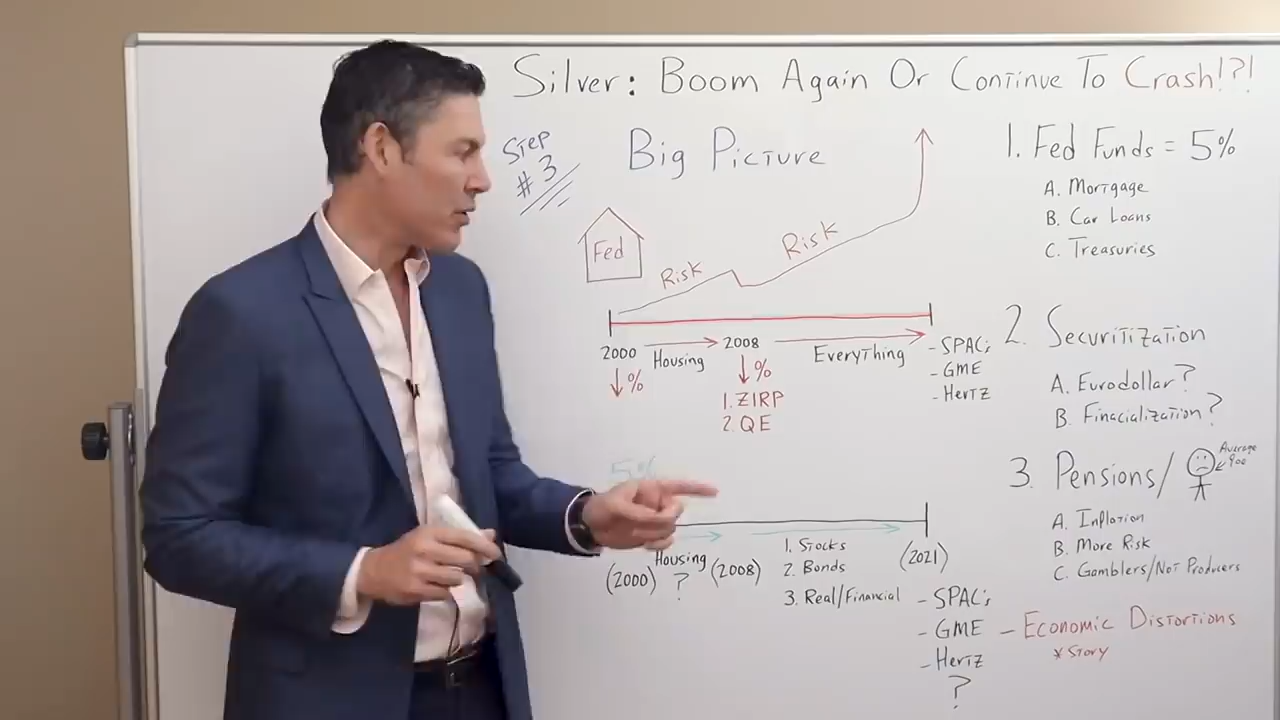 Silver: Boom Again Or Continue To Crash!?!
Step
#3
Big Picture
Fed
Risk
Risk
2000
Housing
2008
Everything
↓%
↓%
1. ZIRP
2. QE
- SPACs
- GME
- Hertz
5%
(2000)
Housing
?
(2008)
1. Stocks
2. Bonds
3. Real/Financial
(2021)
- SPACs
- GME
- Hertz
?
1. Fed Funds = 5%
A. Mortgage
B. Car Loans
C. Treasuries
2. Securitization
A. Eurodollar?
B. Finacialization?
3. Pensions/
Average
Joe
A. Inflation
B. More Risk
C. Gamblers/Not Producers
- Economic Distortions
* Story